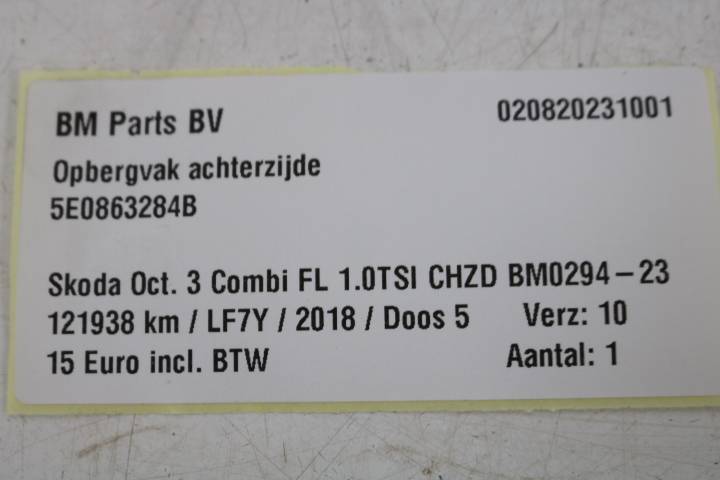 BM Parts BV 020820231001
Opbergvak achterzijde
5E0863284B
Skoda Oct. 3 Combi FL 1.0TSI CHZD BM0294-23
121938 km / LF7Y / 2018 / Doos 5 Verz: 10
15 Euro incl. BTW Aantal: 1